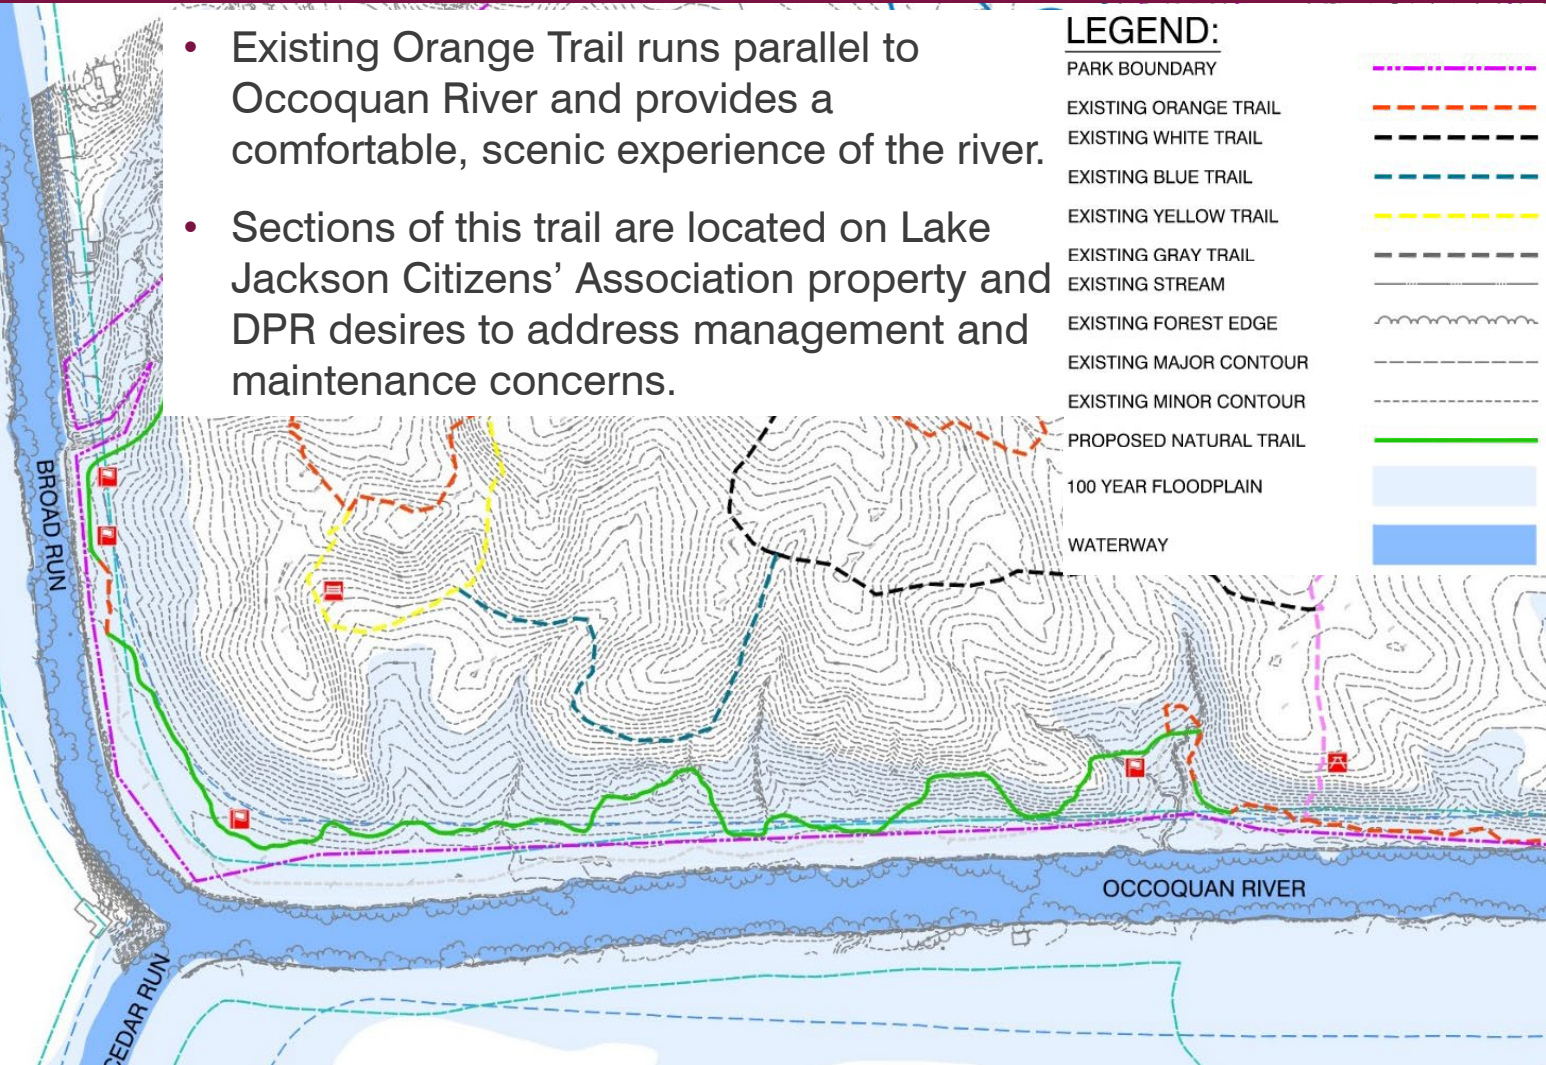 • Existing Orange Trail runs parallel to
Occoquan River and provides a
comfortable, scenic experience of the river.
• Sections of this trail are located on Lake
Jackson Citizens’ Association property and
DPR desires to address management and
maintenance concerns.
LEGEND:
PARK BOUNDARY
EXISTING ORANGE TRAIL
EXISTING WHITE TRAIL
EXISTING BLUE TRAIL
EXISTING YELLOW TRAIL
EXISTING GRAY TRAIL
EXISTING STREAM
EXISTING FOREST EDGE
EXISTING MAJOR CONTOUR
EXISTING MINOR CONTOUR
PROPOSED NATURAL TRAIL
100 YEAR FLOODPLAIN
WATERWAY
BROAD RUN
OCCOQUAN RIVER
CEDAR RUN